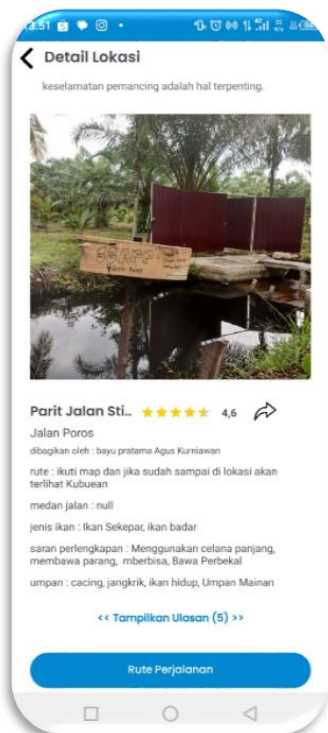 13.51
Detail Lokasi
keselamatan pemancing adalah hal terpenting.
Parit Jalan Sti.. 4,6
Jalan Poros
dibagikan oleh : bayu pratama Agus Kurniawan
rute : ikuti map dan jika sudah sampai di lokasi akan
terlihat Kubuean
medan jalan : null
jenis ikan : Ikan Sekepar, ikan badar
saran perlengkapan : Menggunakan celana panjang,
membawa parang, mberbisa, Bawa Perbekal
umpan : cacing, jangkrik, ikan hidup, Umpan Mainan
<< Tampilkan Ulasan (5) >>
Rute Perjalanan